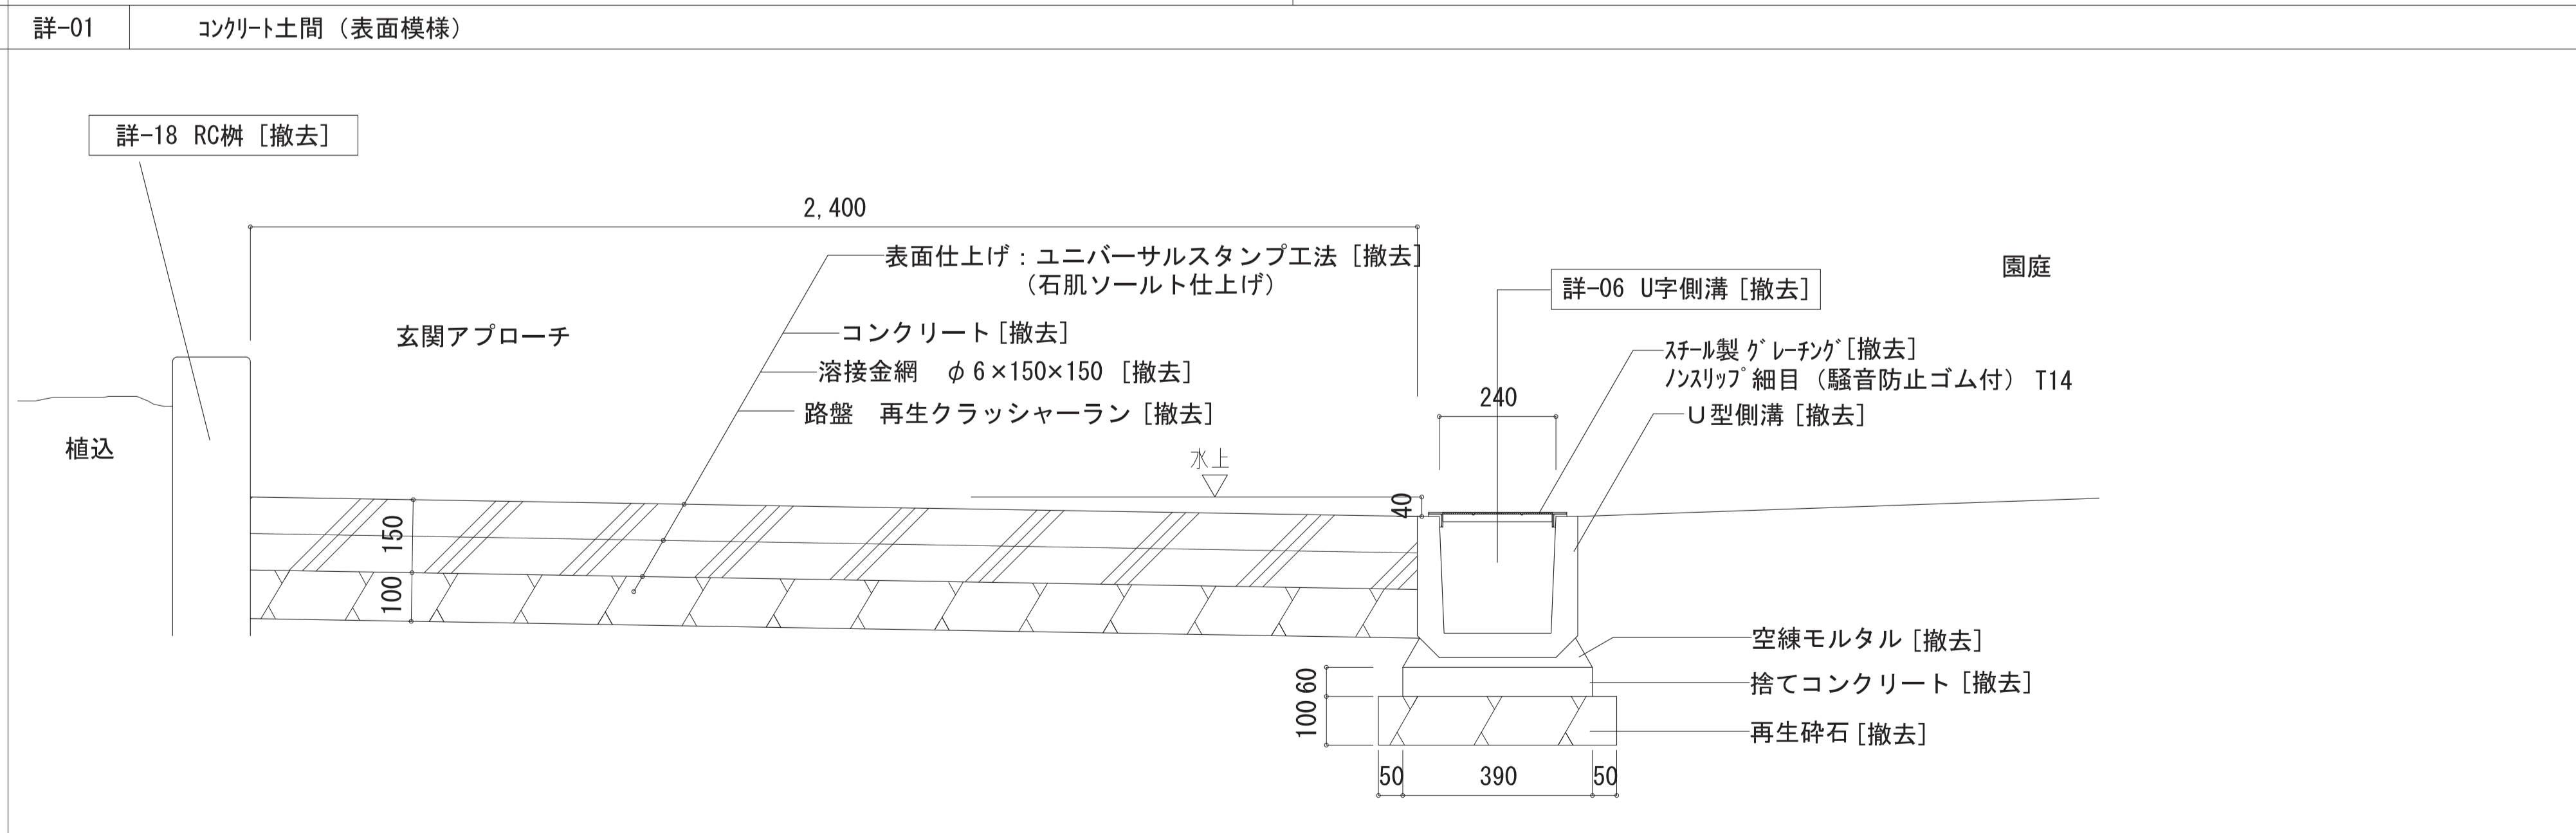 詳-01 ｺﾝｸﾘｰﾄ土間（表面模様）
詳-18 RC桝［撤去］
2,400
表面仕上げ：ユニバーサルスタンプ工法［撤去］
（石肌ソールト仕上げ）
園庭
詳-06 U字側溝［撤去］
玄関アプローチ
コンクリート［撤去］
ｽﾁｰﾙ製 ｸﾞﾚｰﾁﾝｸﾞ［撤去］
溶接金網　φ6×150×150［撤去］
ﾉﾝｽﾘｯﾌﾟ細目（騒音防止ゴム付） T14
240
路盤　再生クラッシャーラン［撤去］
U型側溝［撤去］
植込
水上
40
150
100
空練モルタル［撤去］
60
捨てコンクリート［撤去］
100
再生砕石［撤去］
50 390 50